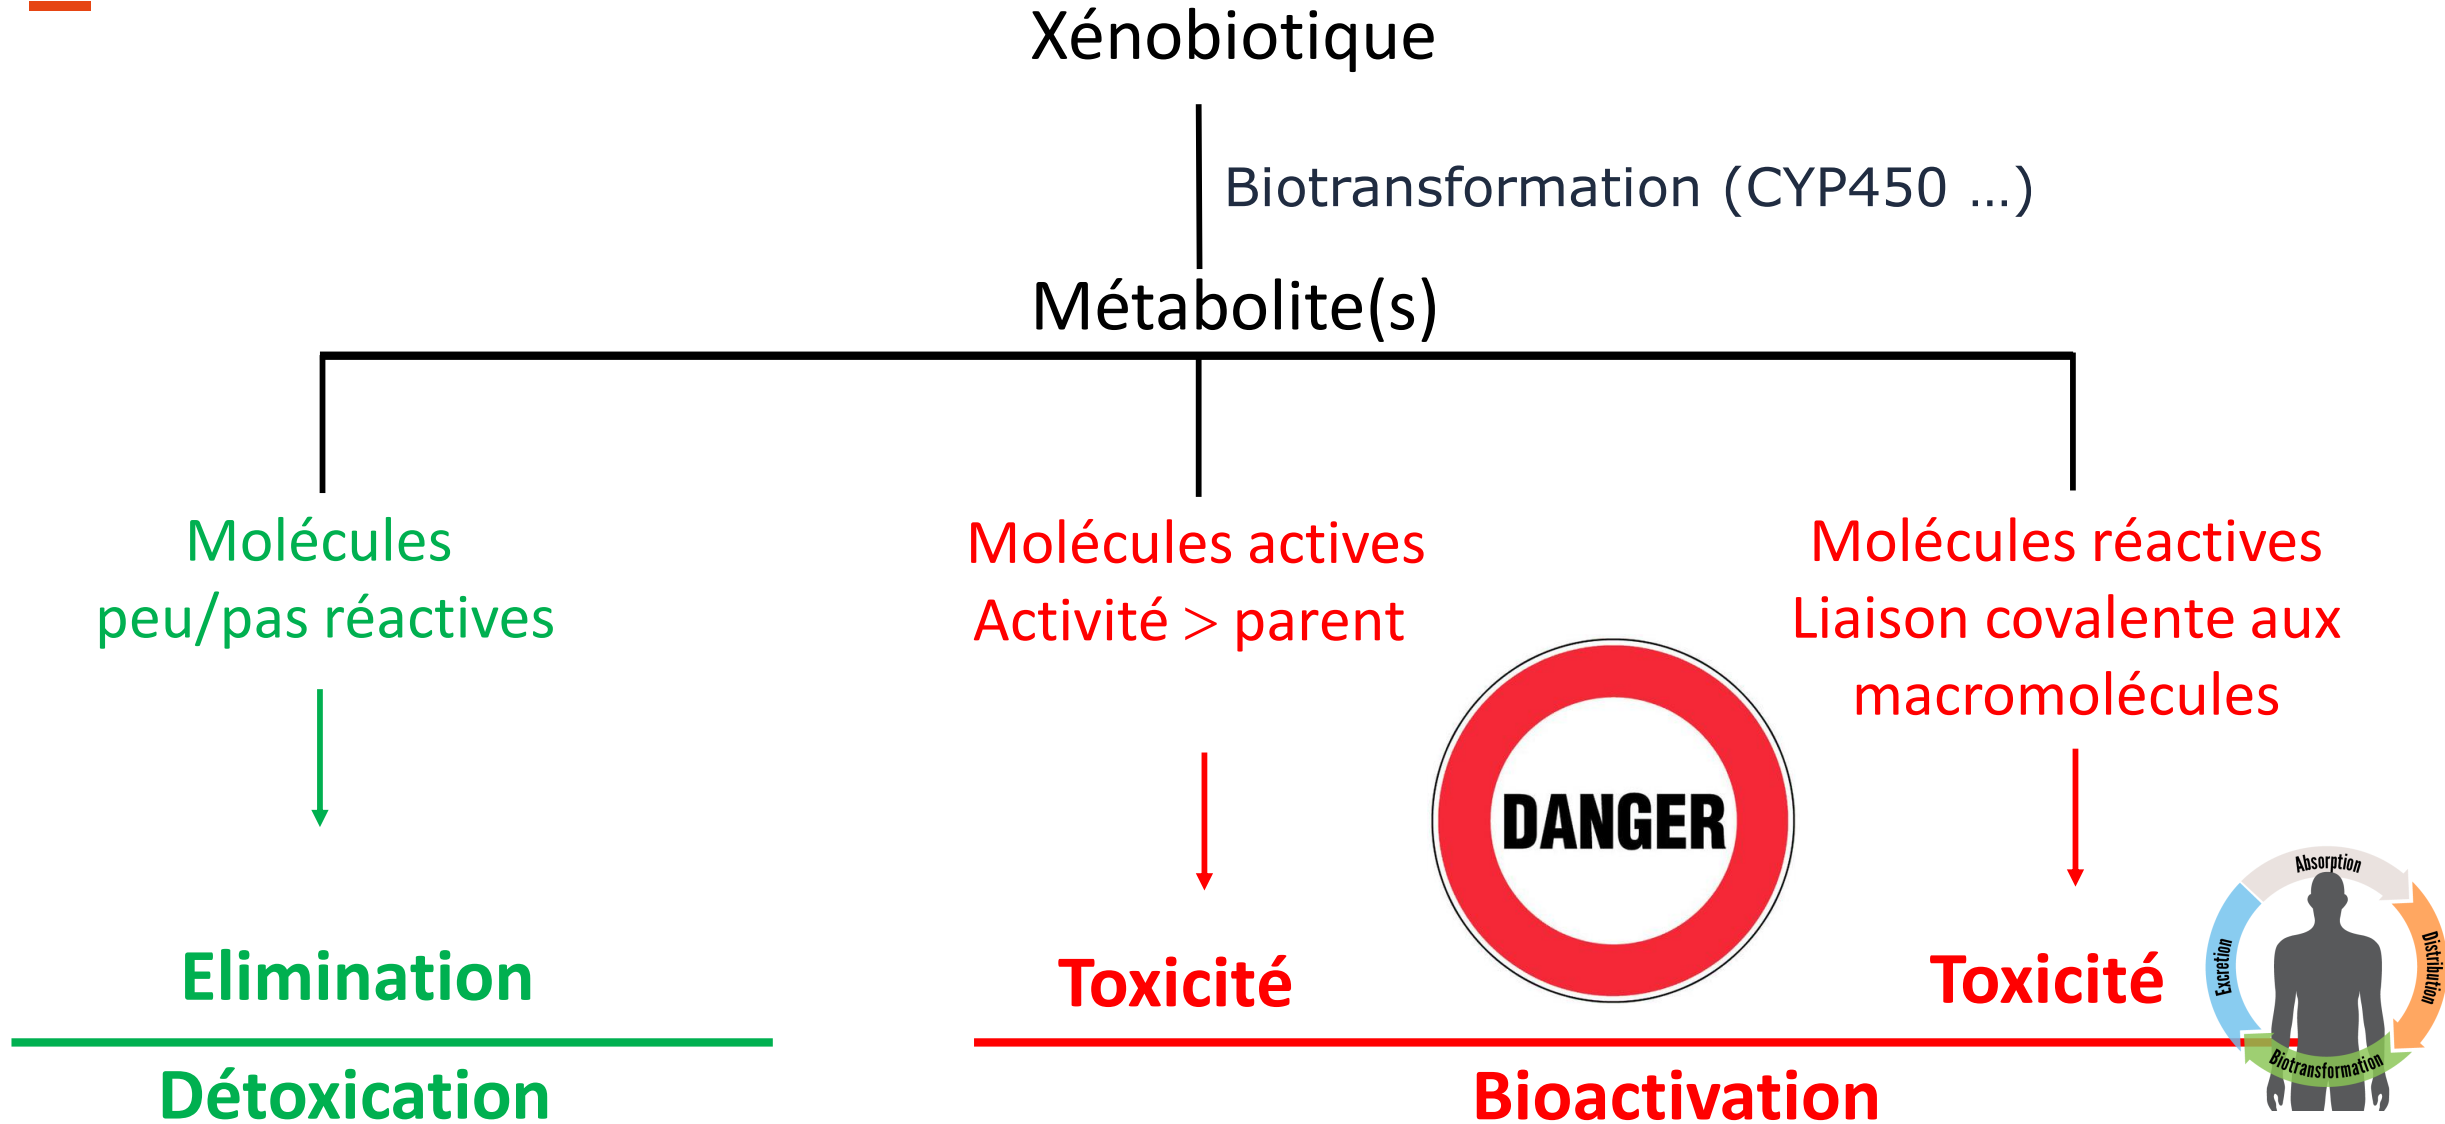 Xénobiotique
Biotransformation (CYP450 ...)
Métabolite(s)
Molécules
peu/pas réactives
Molécules actives
Activité > parent
Molécules réactives
Liaison covalente aux
macromolécules
DANGER
Elimination
Toxicité
Toxicité
Détoxication
Bioactivation
Absorption
Distribution
Biotransformation
Excretion